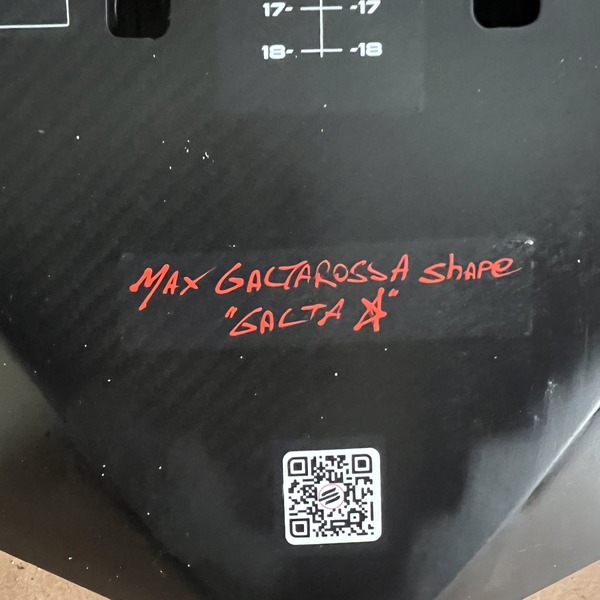 17- -17
18- -18
MAX GALTAROSSA ShAPe
"GALTA"